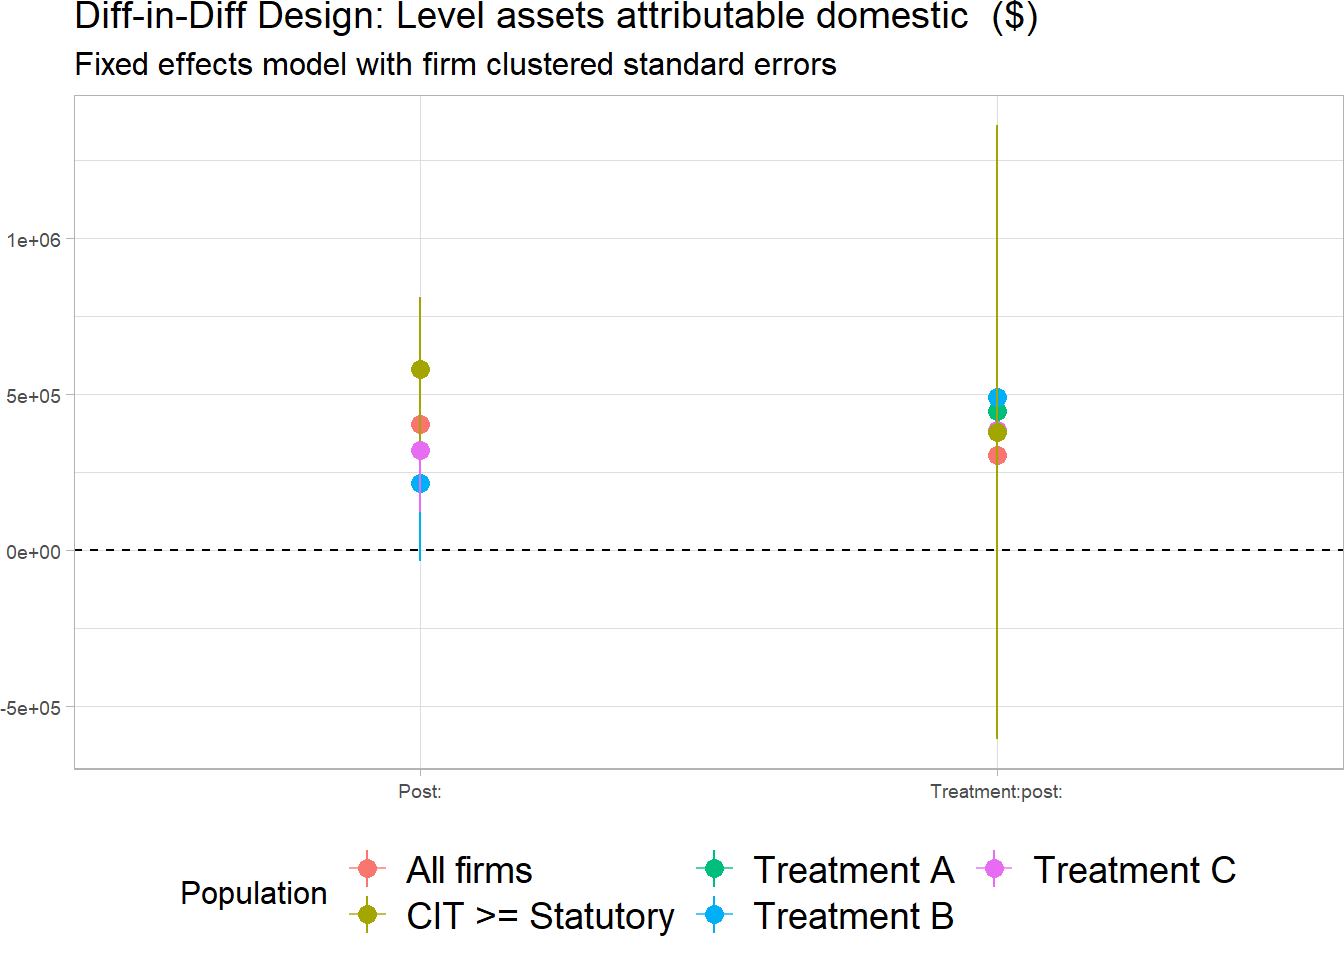 Diff-in-Diff Design: Level assets attributable domestic  ($)
Fixed effects model with firm clustered standard errors
1e+06
5e+05
0e+00
-5e+05
Post:
Treatment:post:
Population
All firms
Treatment A
Treatment C
CIT >= Statutory
Treatment B